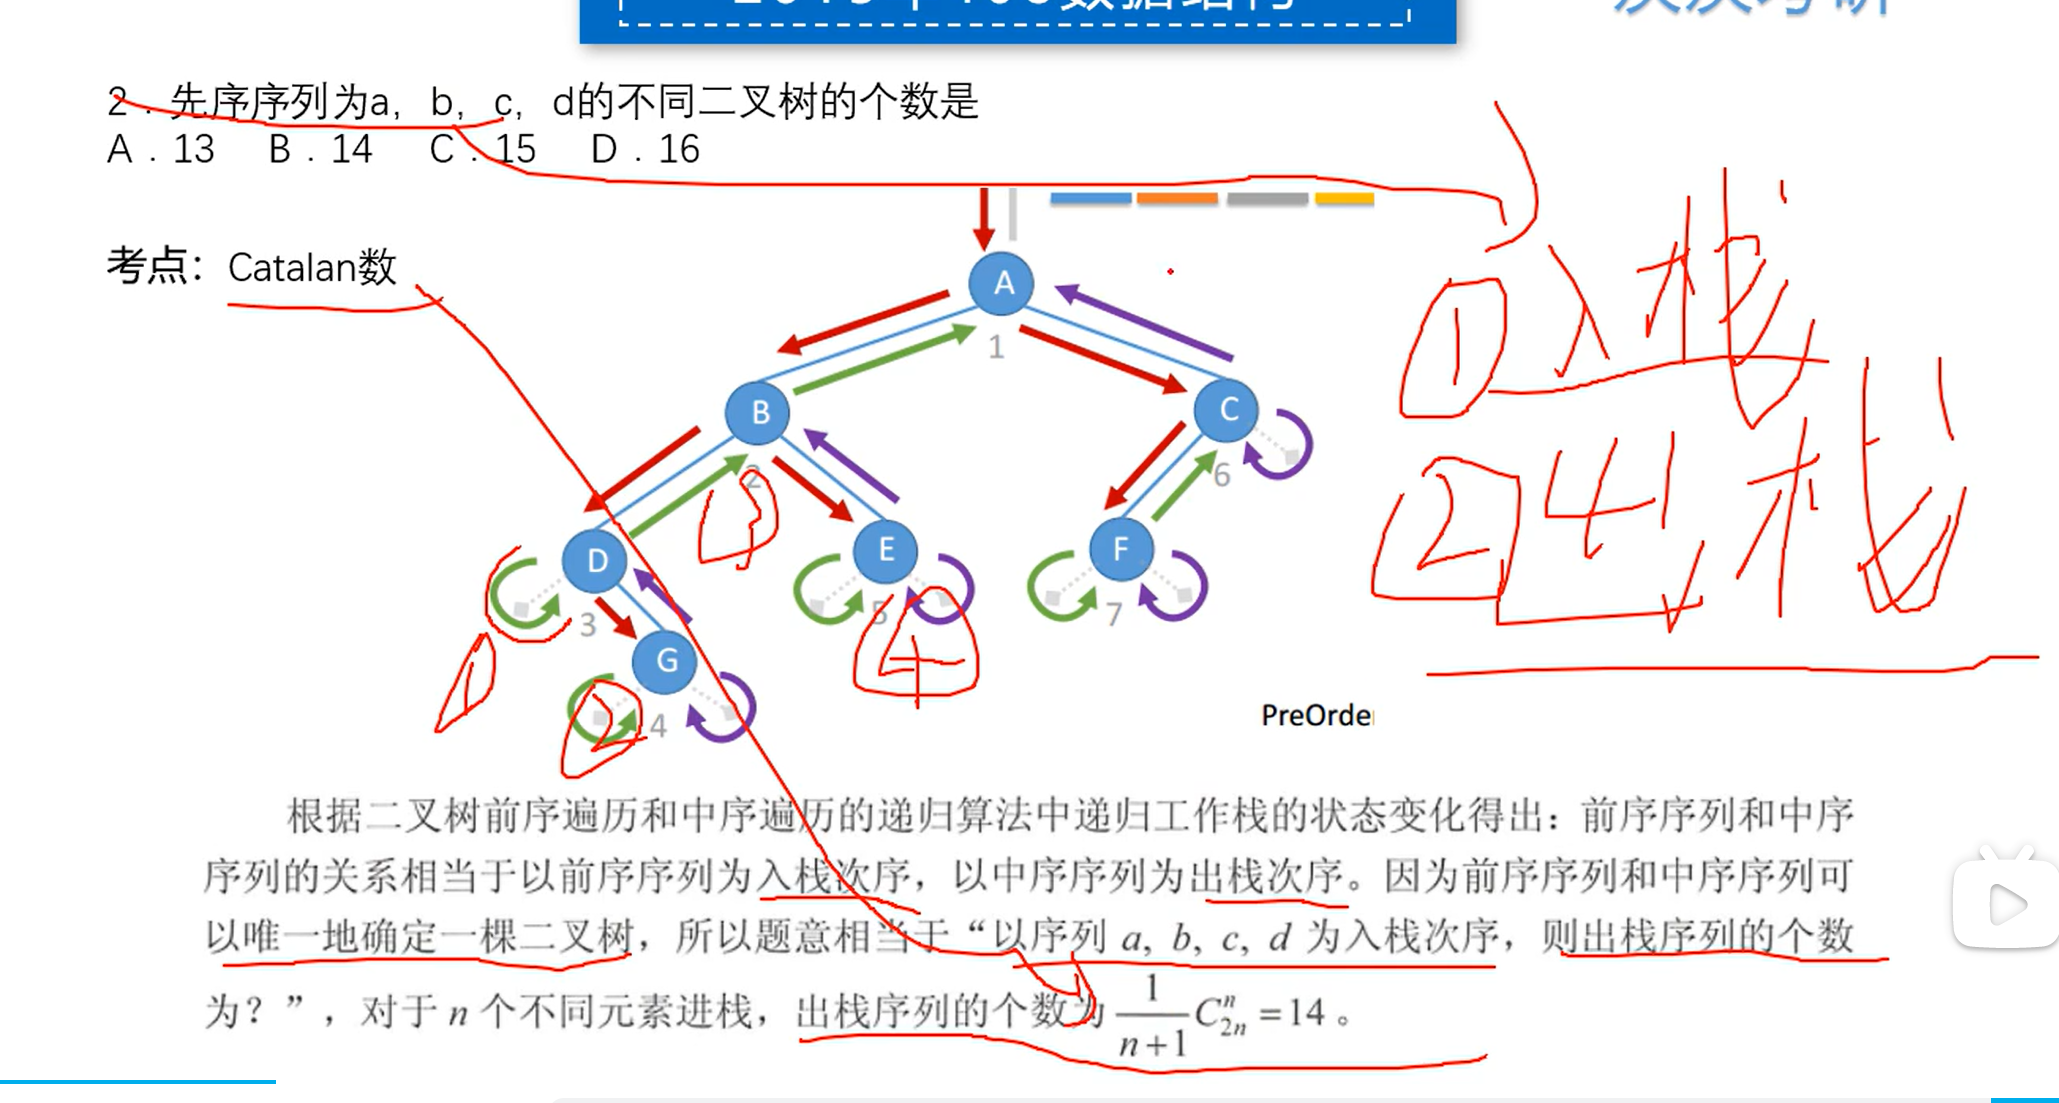 2．先序序列为a, b, c, d的不同二叉树的个数是
A．13 B．14 C．15 D．16
考点：Catalan数
A
1
B
C
2
6
D
E
F
3
5
7
G
4
① 入栈
② 出栈
①
②
③
④
PreOrde
根据二叉树前序遍历和中序遍历的递归算法中递归工作栈的状态变化得出：前序序列和中序
序列的关系相当于以前序序列为入栈次序，以中序序列为出栈次序。因为前序序列和中序序列可
以唯一地确定一棵二叉树，所以题意相当于“以序列 a, b, c, d 为入栈次序，则出栈序列的个数
为？”，对于 n 个不同元素进栈，出栈序列的个数为 1/(n+1) C_{2n}^{n} =14。